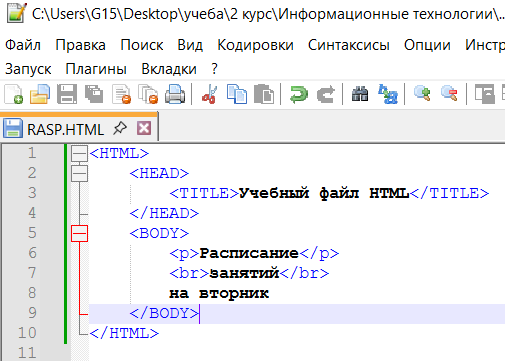 C:\Users\G15\Desktop\учеба\2 курс\Информационные технологии\...
Файл Правка Поиск Вид Кодировки Синтаксисы Опции Инстр
Запуск Плагины Вкладки ?
RASP.HTML
1 <HTML>
2 <HEAD>
3 <TITLE>Учебный файл HTML</TITLE>
4 </HEAD>
5 <BODY>
6 <p>Расписание</p>
7 <br>занятий</br>
8 на вторник
9 </BODY>
10 </HTML>
11